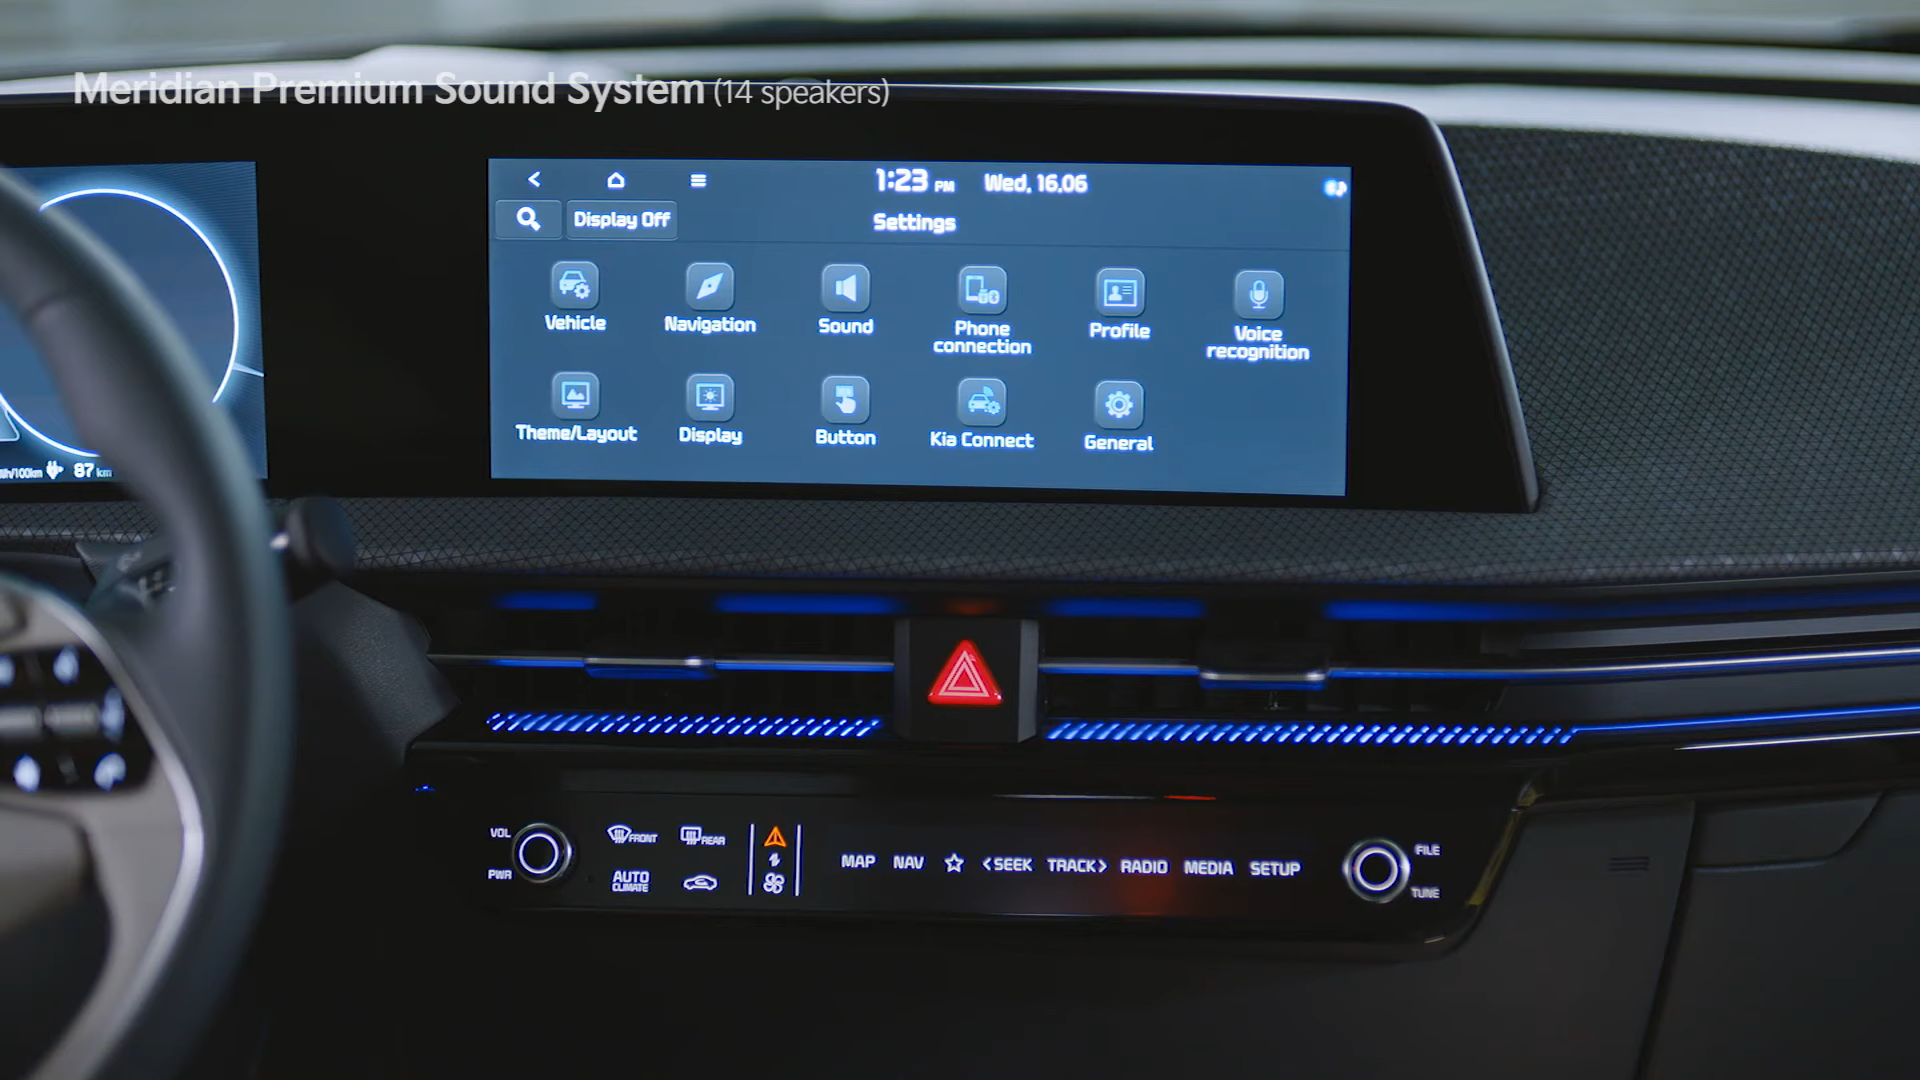 Meridian Premium Sound System (14 speakers)
1:23 PM Wed, 16.06
Display Off
Settings
Vehicle
Navigation
Sound
Phone
connection
Profile
Voice
recognition
Theme/Layout
Display
Button
Kia Connect
General
/100km 87 km
VOL
PWR
FRONT
REAR
AUTO
CLIMATE
MAP NAV <SEEK TRACK> RADIO MEDIA SETUP
FILE
TUNE